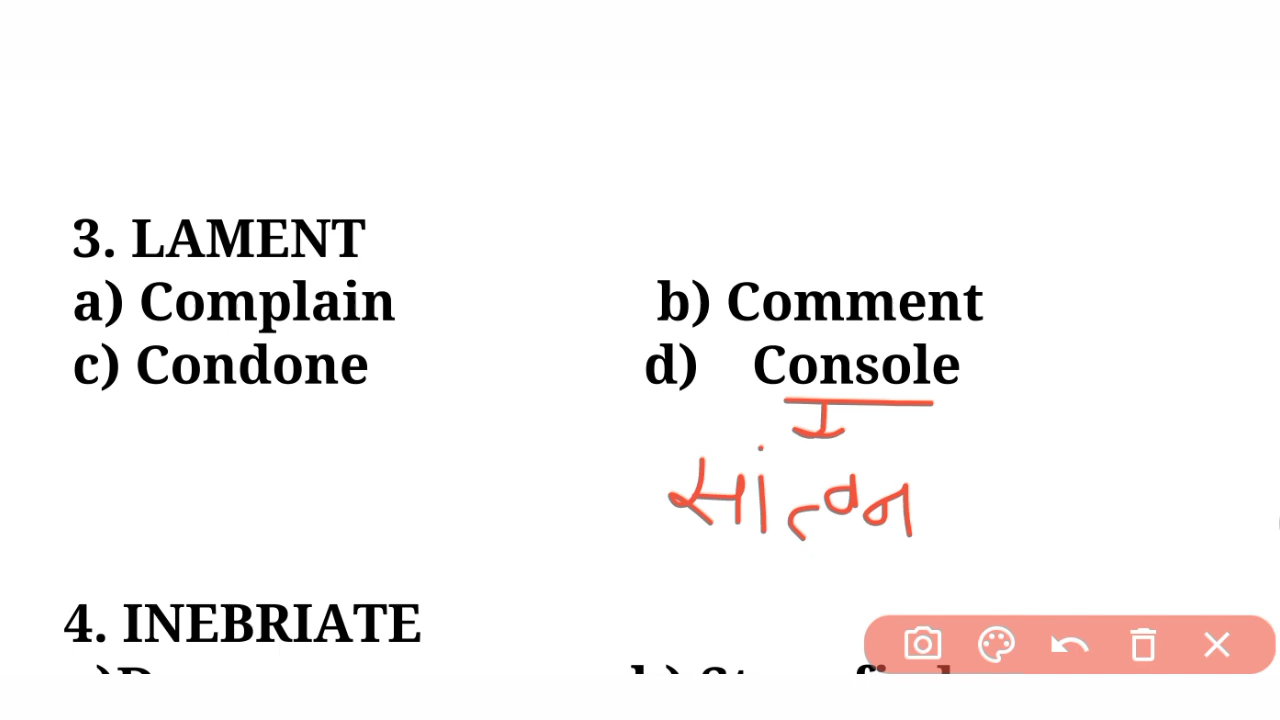 3. LAMENT
a) Complain b) Comment
c) Condone d) Console
सांत्वन
4. INEBRIATE